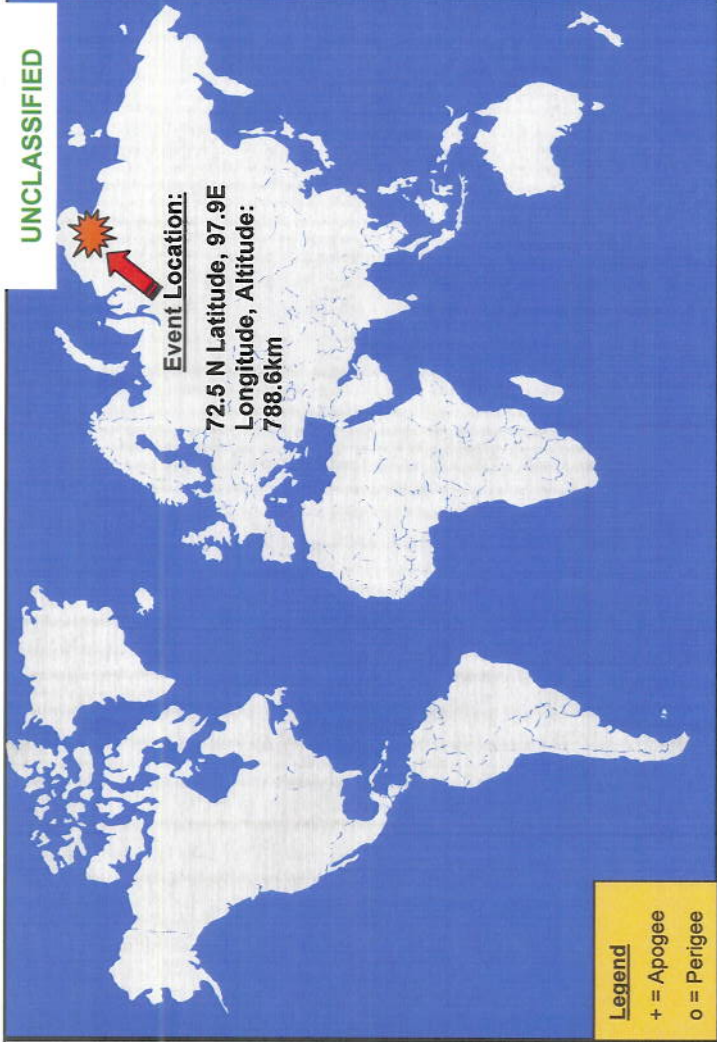 UNCLASSIFIED
Event Location:
72.5 N Latitude, 97.9E
Longitude, Altitude:
788.6km
Legend
+ = Apogee
o = Perigee